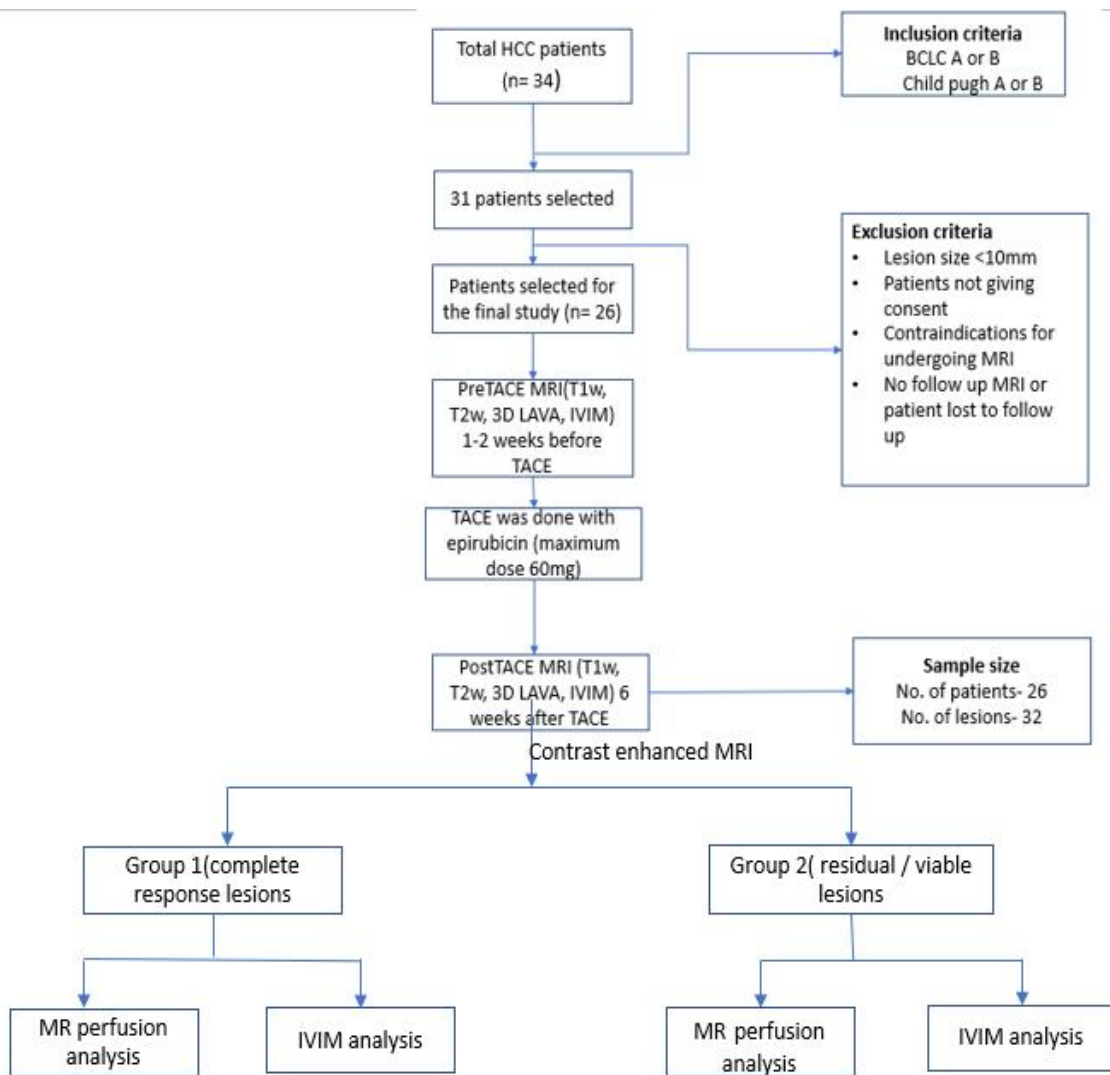 Total HCC patients
(n= 34)
Inclusion criteria
BCLC A or B
Child pugh A or B
31 patients selected
Exclusion criteria
• Lesion size <10mm
• Patients not giving
consent
• Contraindications for
undergoing MRI
• No follow up MRI or
patient lost to follow
up
Patients selected for
the final study (n= 26)
PreTACE MRI(T1w,
T2w, 3D LAVA, IVIM)
1-2 weeks before
TACE
TACE was done with
epirubicin (maximum
dose 60mg)
PostTACE MRI (T1w,
T2w, 3D LAVA, IVIM) 6
weeks after TACE
Sample size
No. of patients- 26
No. of lesions- 32
Contrast enhanced MRI
Group 1(complete
response lesions
Group 2( residual / viable
lesions
MR perfusion
analysis
IVIM analysis
MR perfusion
analysis
IVIM analysis